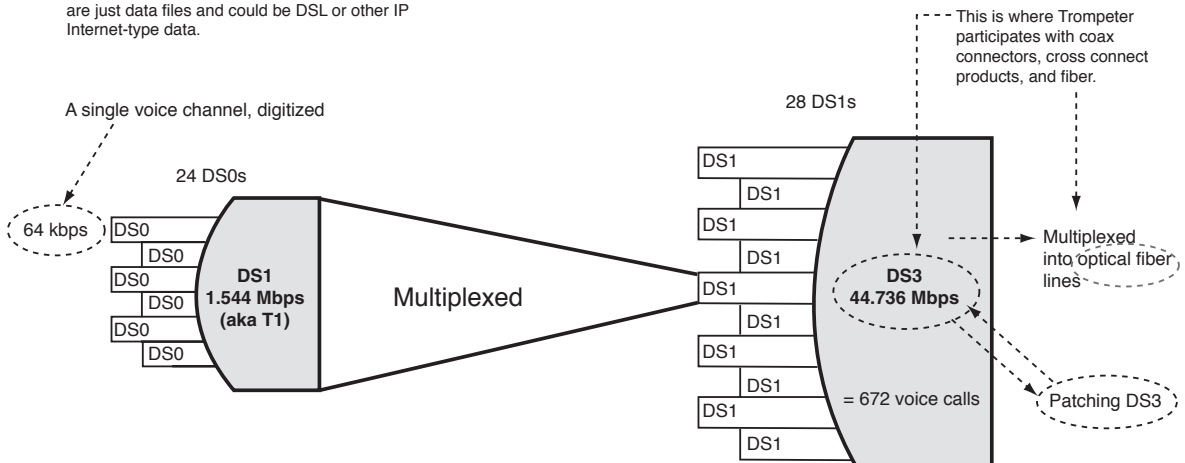 are just data files and could be DSL or other IP
Internet-type data.
This is where Trompeter
participates with coax
connectors, cross connect
products, and fiber.
A single voice channel, digitized
28 DS1s
24 DS0s
64 kbps
DS0
DS0
DS0
DS0
DS0
DS0
DS1
1.544 Mbps
(aka T1)
Multiplexed
DS1
DS1
DS1
DS1
DS1
DS1
DS1
DS1
DS1
DS1
DS3
44.736 Mbps
= 672 voice calls
Multiplexed
into optical fiber
lines
Patching DS3